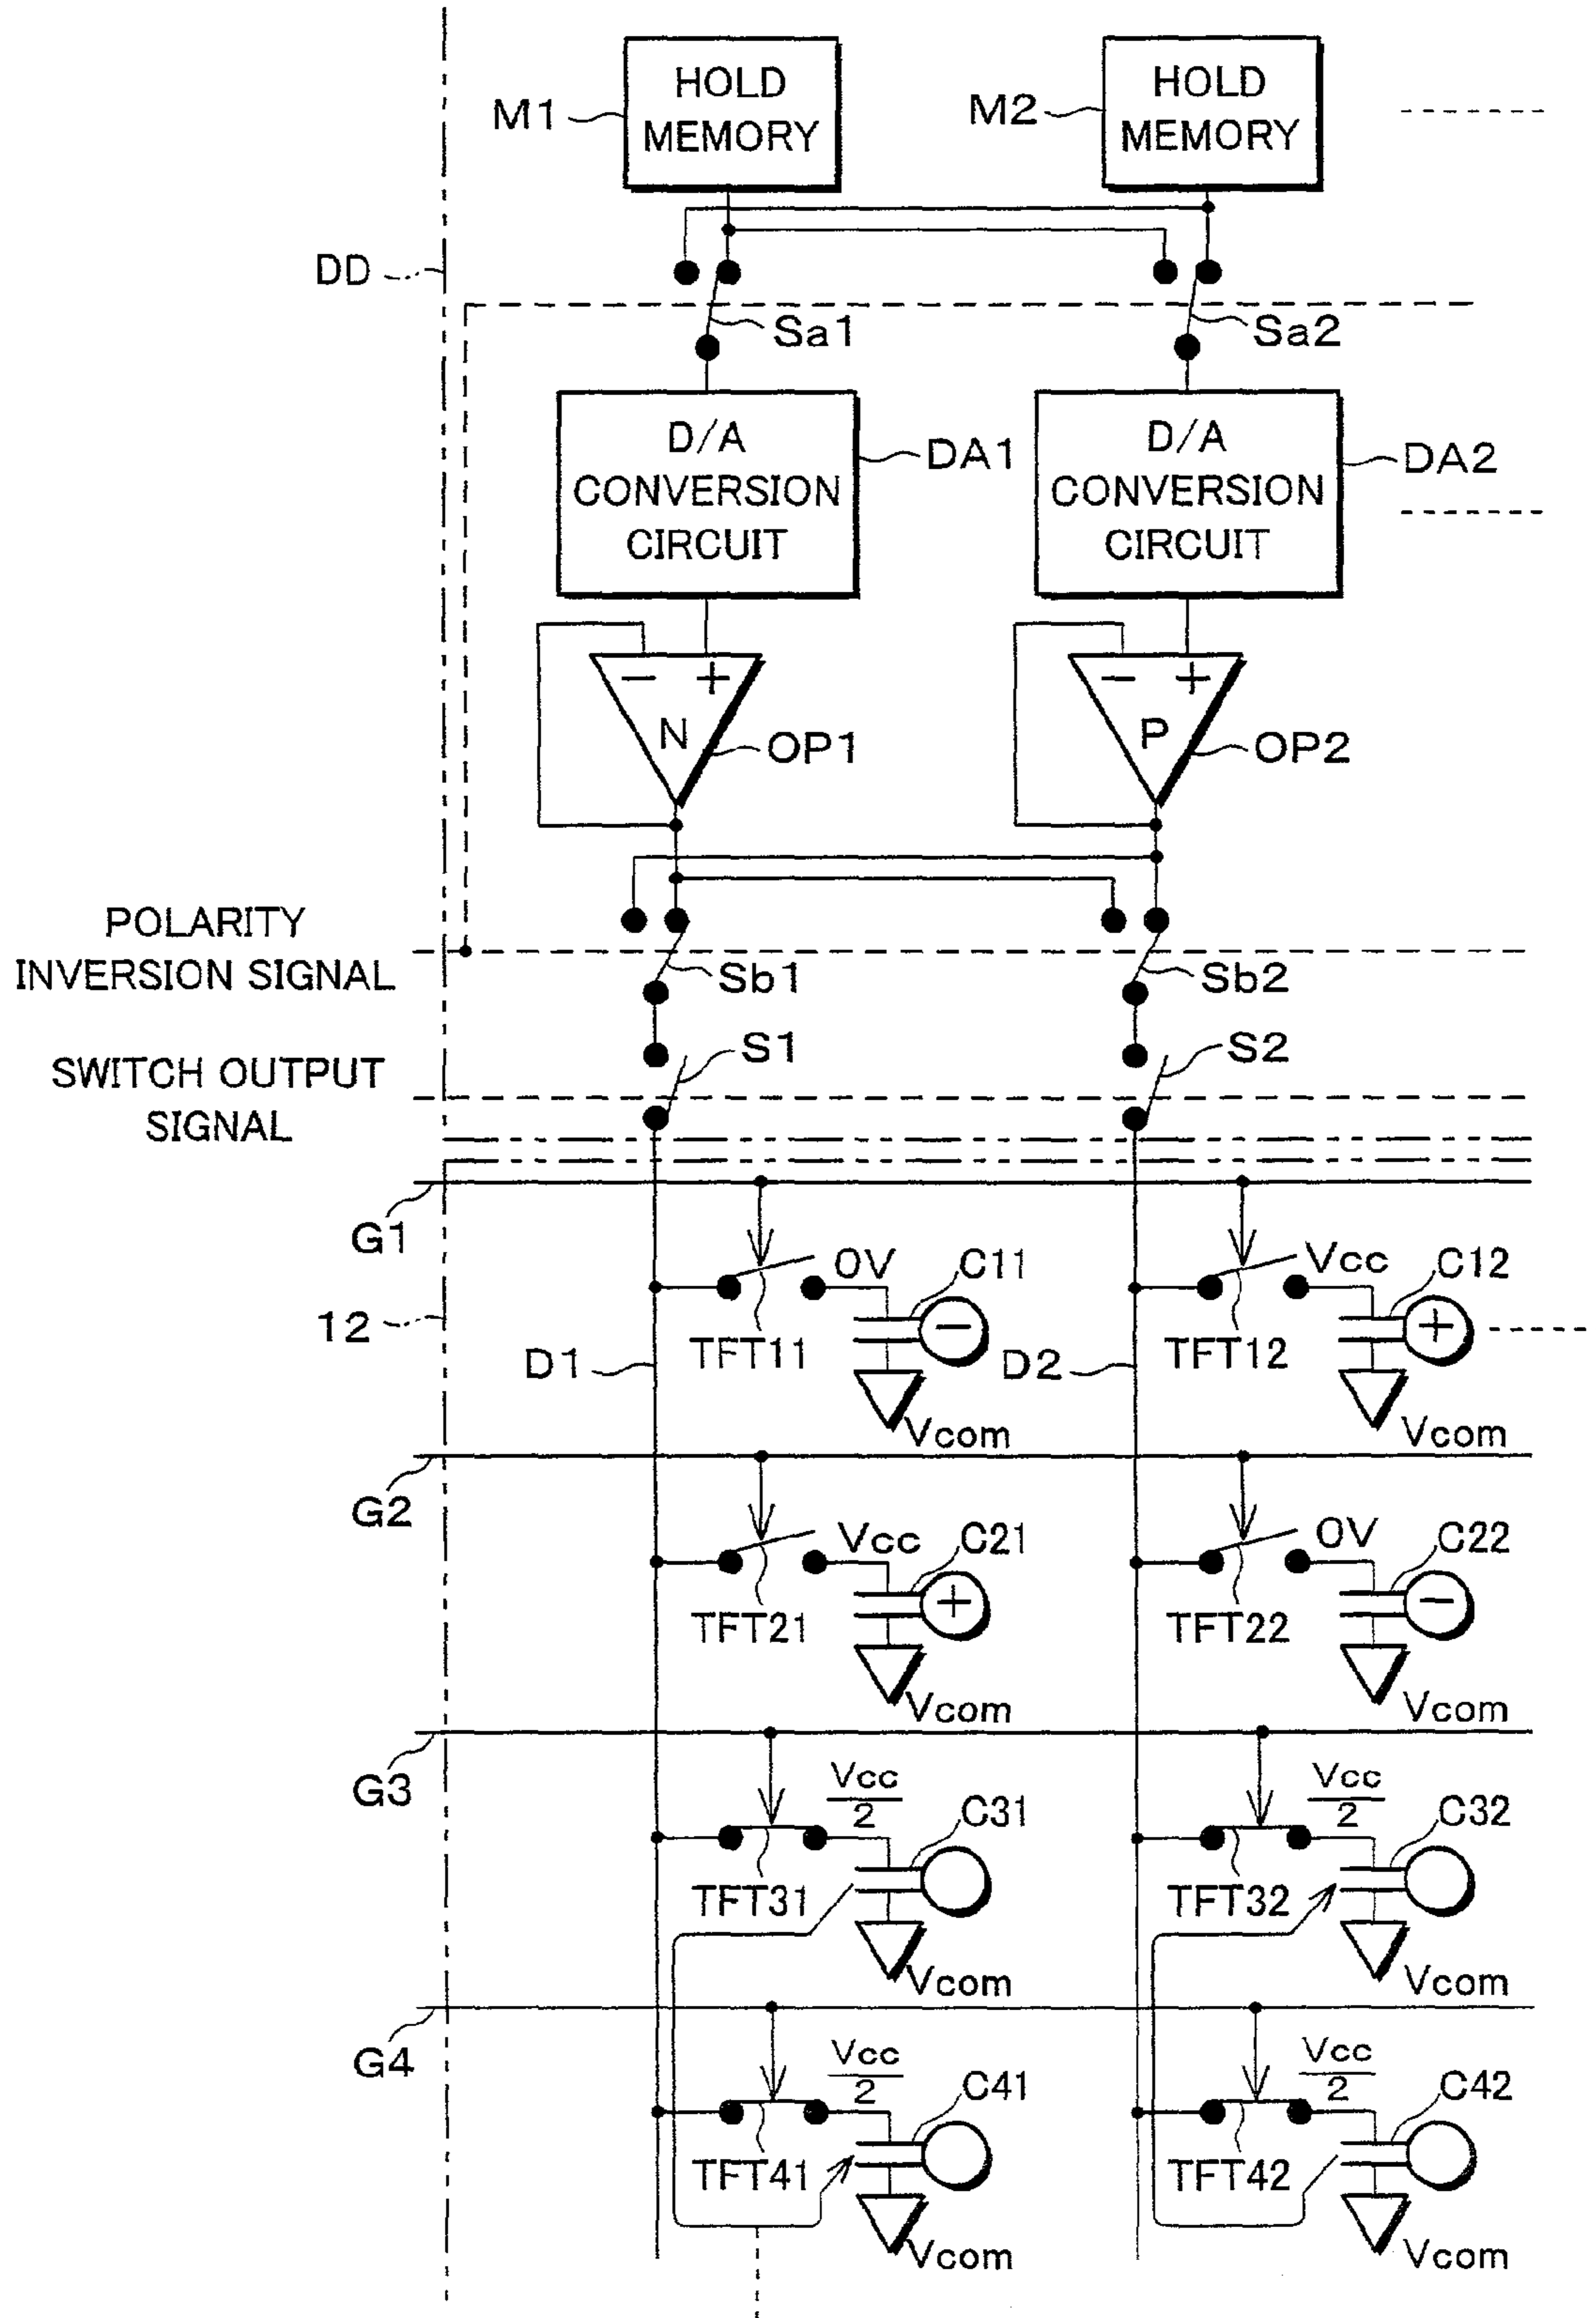 M1
HOLD
MEMORY
M2
HOLD
MEMORY
DD
Sa1
Sa2
D/A
CONVERSION
CIRCUIT
DA1
D/A
CONVERSION
CIRCUIT
DA2
− +
N
OP1
− +
P
OP2
POLARITY
INVERSION SIGNAL
Sb1
Sb2
SWITCH OUTPUT
SIGNAL
S1
S2
G1
12
D1
TFT11
0V
C11
−
Vcom
D2
TFT12
Vcc
C12
+
Vcom
G2
TFT21
Vcc
C21
+
Vcom
TFT22
0V
C22
−
Vcom
G3
TFT31
Vcc
2
C31
Vcom
TFT32
Vcc
2
C32
Vcom
G4
TFT41
Vcc
2
C41
Vcom
TFT42
Vcc
2
C42
Vcom